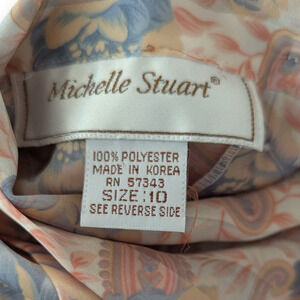 Michelle Stuart®
100% POLYESTER
MADE IN KOREA
RN 57343
SIZE:10
SEE REVERSE SIDE